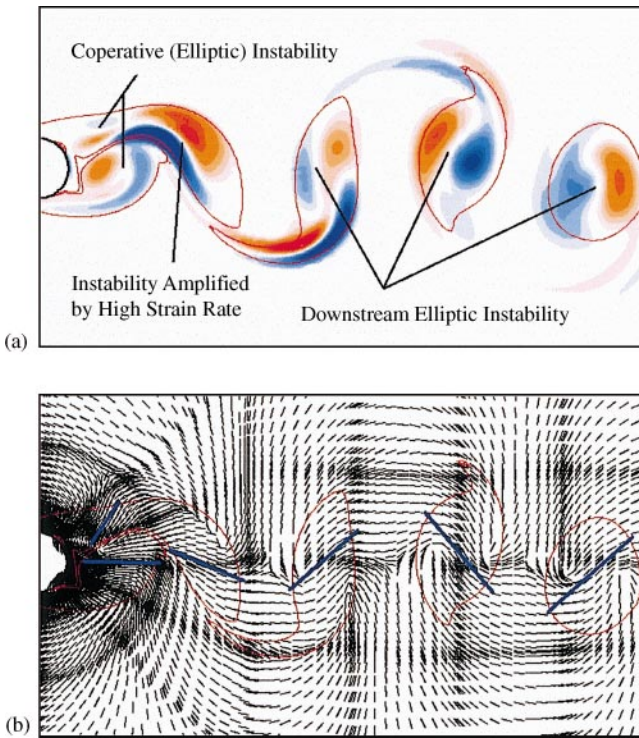 Coperative (Elliptic) Instability
Instability Amplified
by High Strain Rate
Downstream Elliptic Instability
(a)
(b)